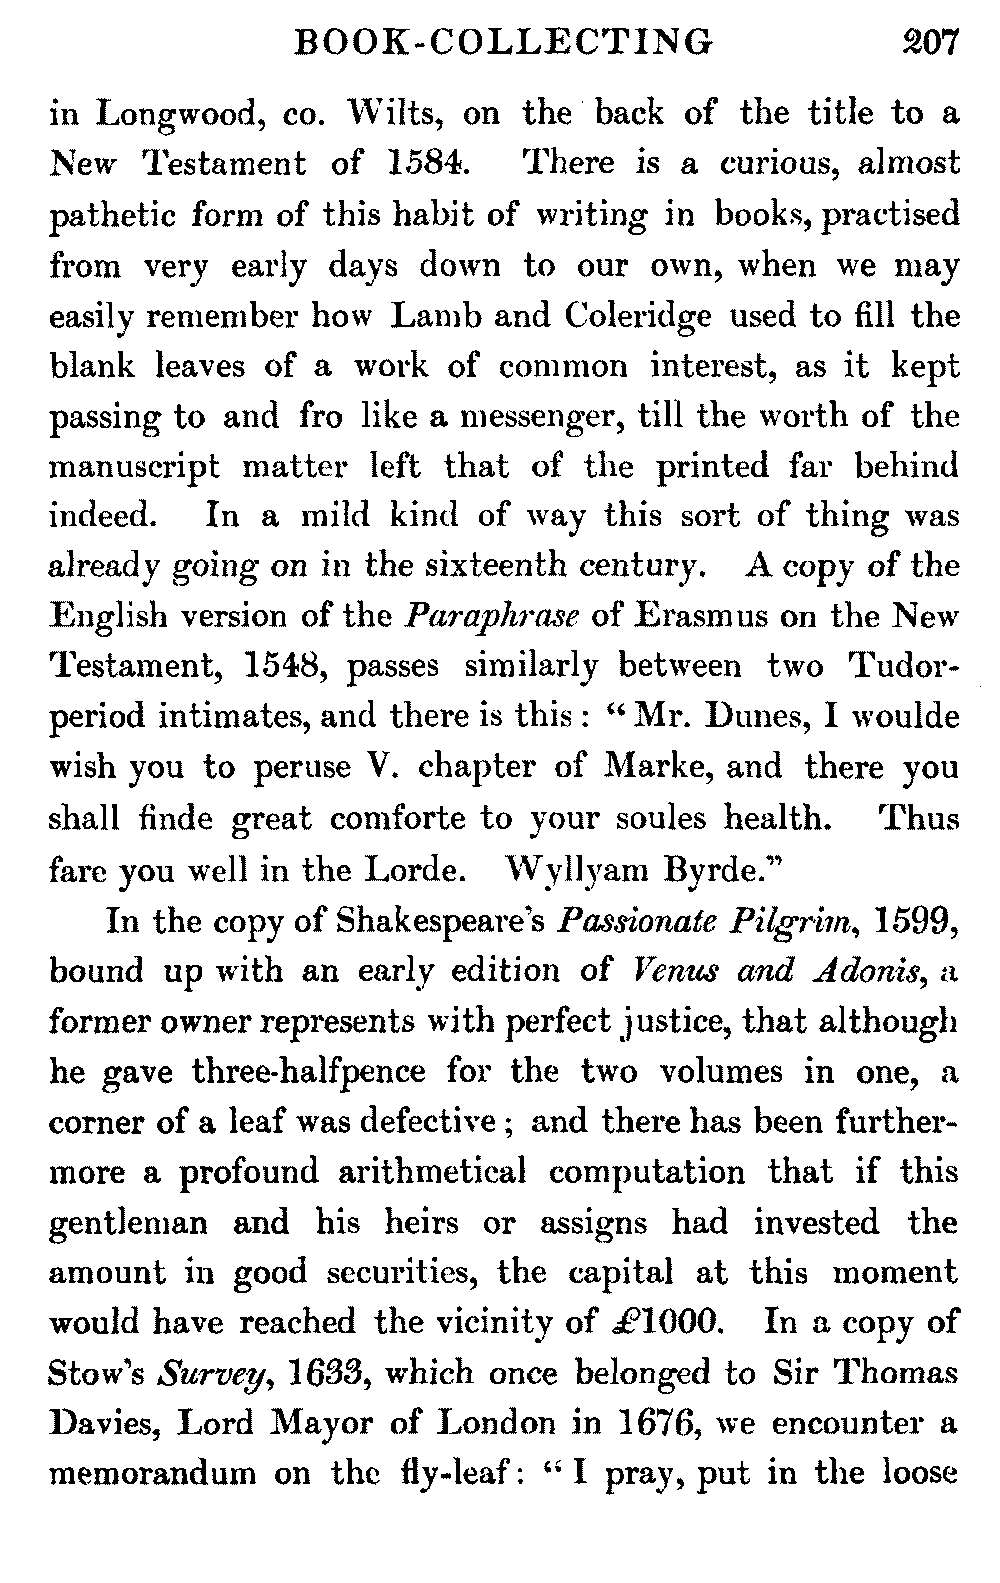 BOOK-COLLECTING 207
in Longwood, co. Wilts, on the back of the title to a
New Testament of 1584. There is a curious, almost
pathetic form of this habit of writing in books, practised
from very early days down to our own, when we may
easily remember how Lamb and Coleridge used to fill the
blank leaves of a work of common interest, as it kept
passing to and fro like a messenger, till the worth of the
manuscript matter left that of the printed far behind
indeed. In a mild kind of way this sort of thing was
already going on in the sixteenth century. A copy of the
English version of the Paraphrase of Erasmus on the New
Testament, 1548, passes similarly between two Tudor-
period intimates, and there is this: “Mr. Dunes, I woulde
wish you to peruse V. chapter of Marke, and there you
shall finde great comforte to your soules health. Thus
fare you well in the Lorde. Wyllyam Byrde.”
In the copy of Shakespeare's Passionate Pilgrim, 1599,
bound up with an early edition of Venus and Adonis, a
former owner represents with perfect justice, that although
he gave three-halfpence for the two volumes in one, a
corner of a leaf was defective; and there has been further-
more a profound arithmetical computation that if this
gentleman and his heirs or assigns had invested the
amount in good securities, the capital at this moment
would have reached the vicinity of £1000. In a copy of
Stow's Survey, 1633, which once belonged to Sir Thomas
Davies, Lord Mayor of London in 1676, we encounter a
memorandum on the fly-leaf: “I pray, put in the loose